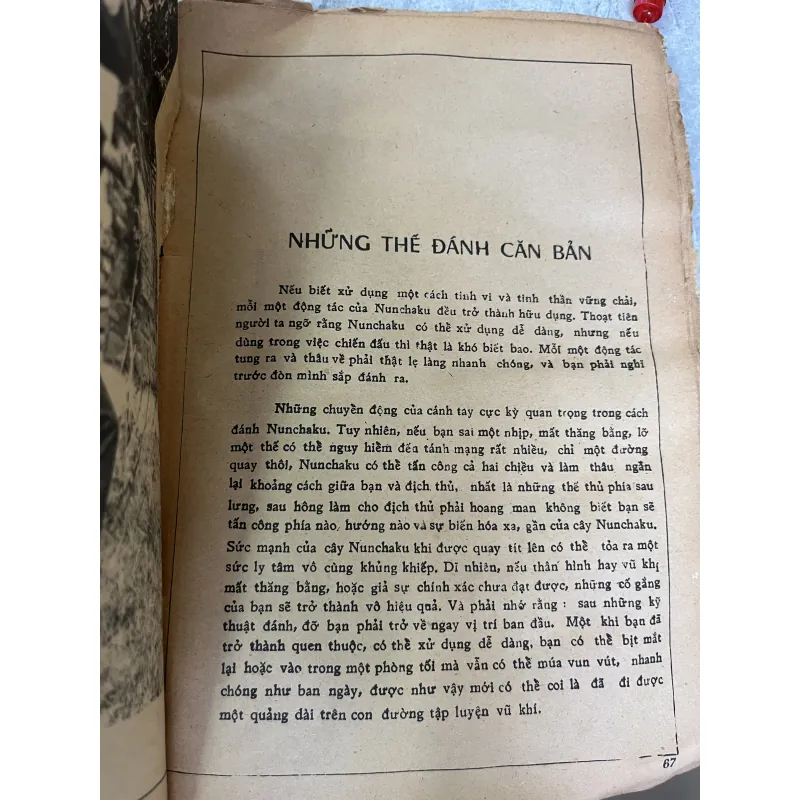 NHỮNG THẾ ĐÁNH CĂN BẢN
Nếu biết xử dụng một cách tinh vi và tinh thần vững chải,
mỗi một động tác của Nunchaku đều trở thành hữu dụng. Thoạt tiên
người ta ngỡ rằng Nunchaku có thể xử dụng dễ dàng, nhưng nếu
dùng trong việc chiến đấu thì thật là khó biết bao. Mỗi một động tác
tung ra và thâu về phải thật lẹ làng nhanh chóng, và bạn phải nghĩ
trước đòn mình sắp đánh ra.
Những chuyển động của cánh tay cực kỳ quan trọng trong cách
đánh Nunchaku. Tuy nhiên, nếu bạn sai một nhịp, mất thăng bằng, lỡ
một thế có thể nguy hiểm đến tánh mạng rất nhiều, chỉ một đường
quay thôi, Nunchaku có thể tấn công cả hai chiều và làm thâu ngắn
lại khoảng cách giữa bạn và địch thủ, nhất là những thế thủ phía sau
lưng, sau hông làm cho địch thủ phải hoang man không biết bạn sẽ
tấn công phía nào, hướng nào và sự biến hóa xa, gần của cây Nunchaku.
Sức mạnh của cây Nunchaku khi được quay tít lên có thể tỏa ra một
sức ly tâm vô cùng khủng khiếp. Dĩ nhiên, nếu thân hình hay vũ khị
mất thăng bằng, hoặc giả sự chính xác chưa đạt được, những cố gắng
của bạn sẽ trở thành vô hiệu quả. Và phải nhớ rằng : sau những kỹ
thuật đánh, đỡ bạn phải trở về ngay vị trí ban đầu. Một khi bạn đã
trở thành quen thuộc, có thể xử dụng dễ dàng, bạn có thể bịt mắt
lại hoặc vào trong một phòng tối mà vẫn có thể múa vun vút, nhanh
chóng như ban ngày, được như vậy mới có thể coi là đã đi được
một quảng dài trên con đường tập luyện vũ khí.
67